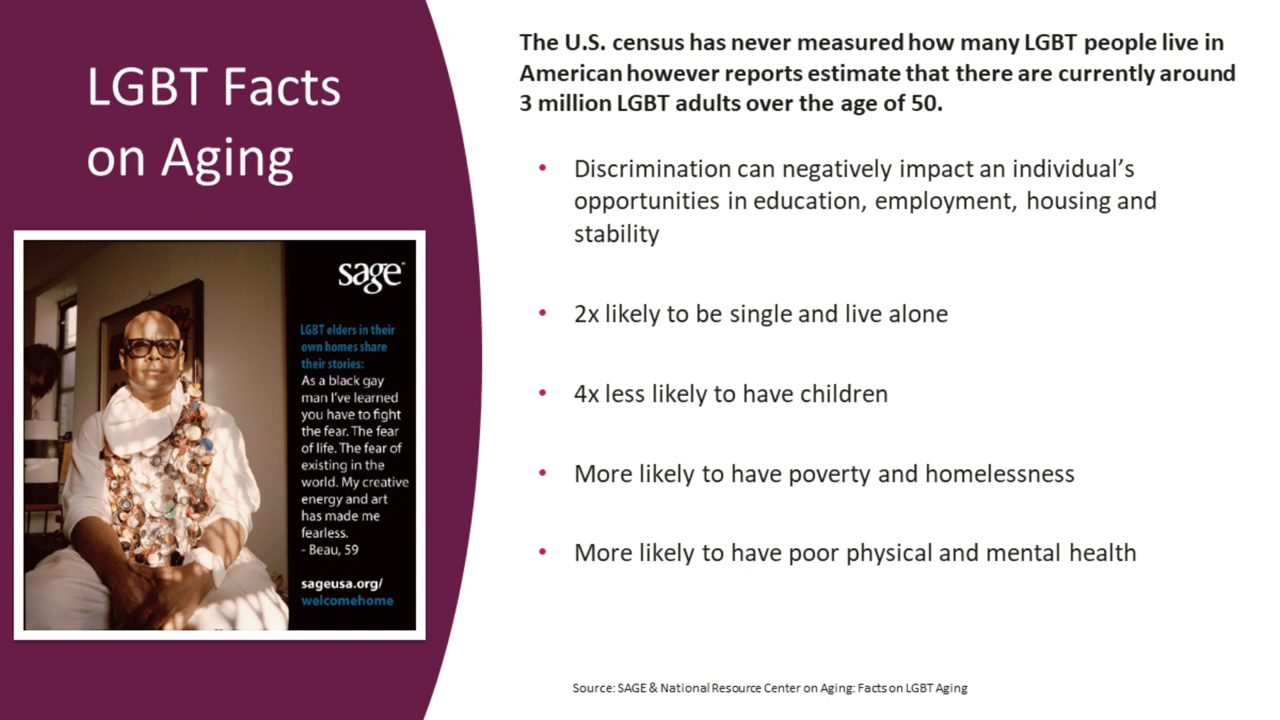 LGBT Facts
on Aging
sage
LGBT elders in their
own homes share
their stories:
As a black gay
man I've learned
you have to fight
the fear. The fear
of life. The fear of
existing in the
world. My creative
energy and art
has made me
fearless.
- Beau, 59
sageusa.org/
welcomehome
The U.S. census has never measured how many LGBT people live in
American however reports estimate that there are currently around
3 million LGBT adults over the age of 50.
• Discrimination can negatively impact an individual's
opportunities in education, employment, housing and
stability
• 2x likely to be single and live alone
• 4x less likely to have children
• More likely to have poverty and homelessness
• More likely to have poor physical and mental health
Source: SAGE & National Resource Center on Aging: Facts on LGBT Aging